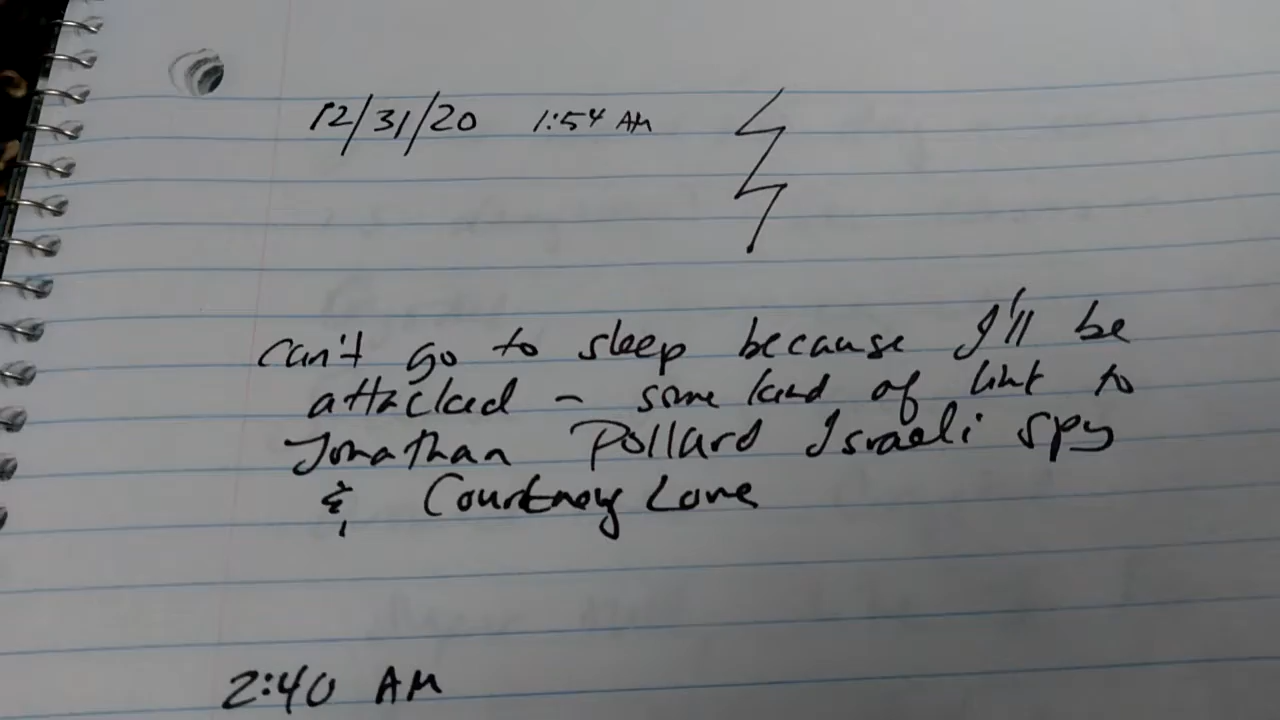 12/31/20 1:54 AM
can't go to sleep because I'll be
attacked - some kind of link to
Jonathan Pollard Israeli spy
& Courtney Love
2:40 AM